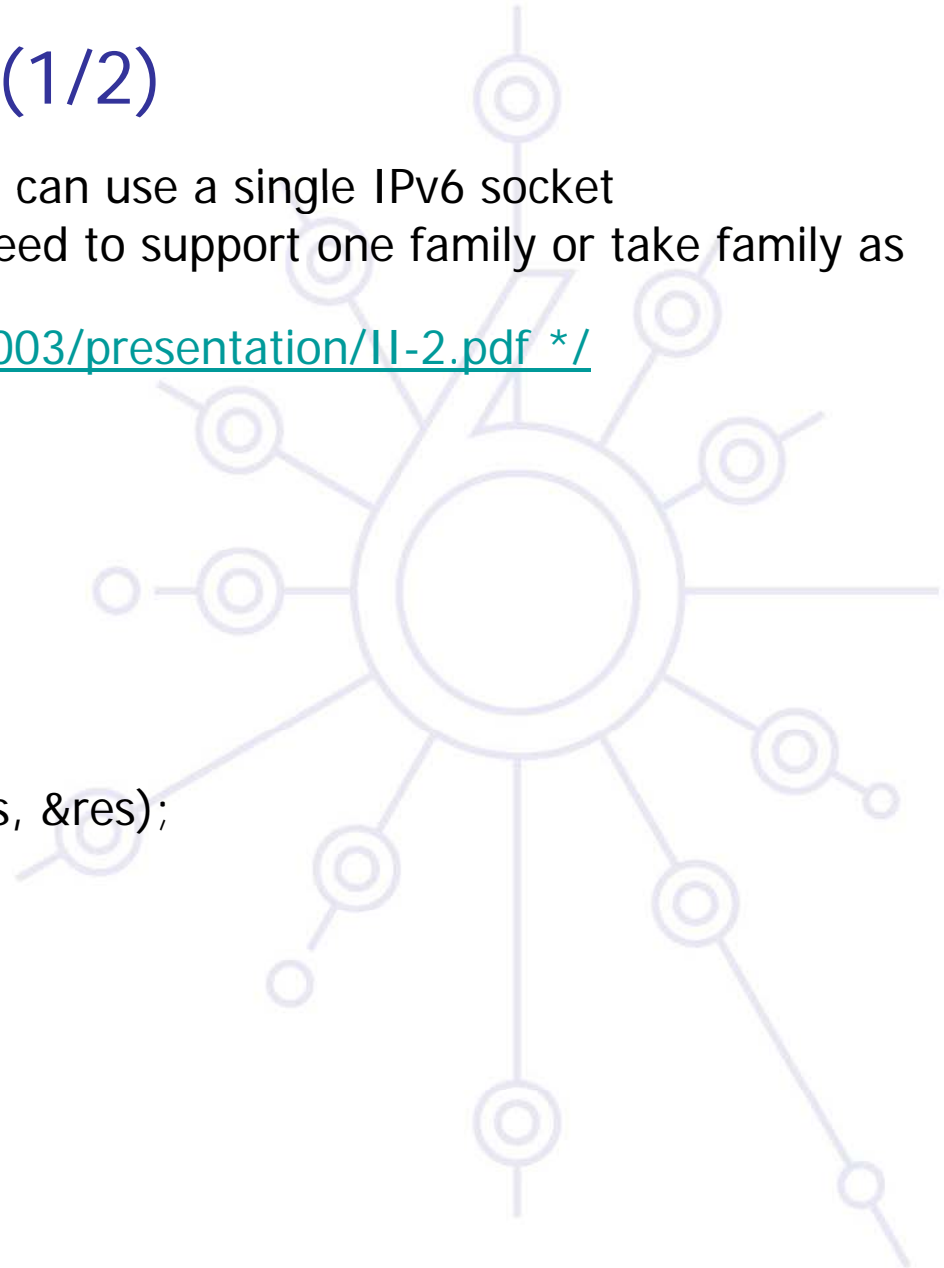 (1/2)
can use a single IPv6 socket
eed to support one family or take family as
003/presentation/II-2.pdf */
s, &res);